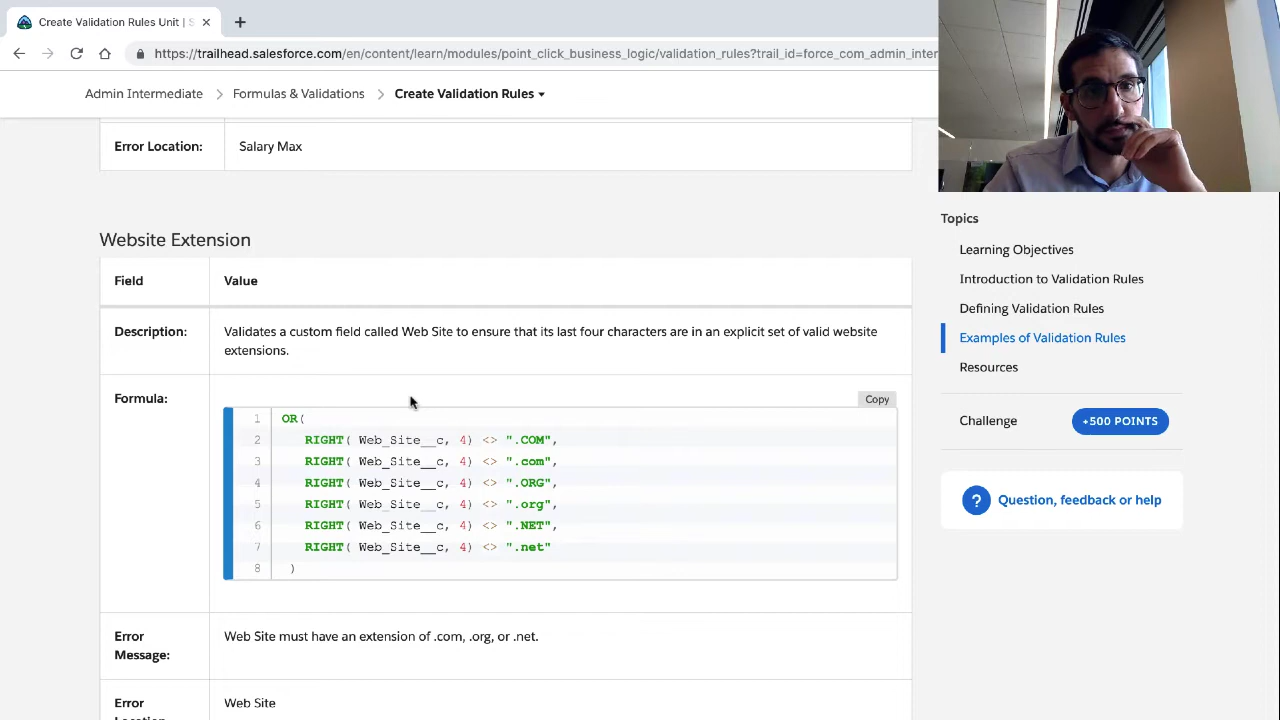 Create Validation Rules Unit | S
https://trailhead.salesforce.com/en/content/learn/modules/point_click_business_logic/validation_rules?trail_id=force_com_admin_inter
Admin Intermediate > Formulas & Validations > Create Validation Rules
Error Location: Salary Max
Website Extension
Field Value
Description: Validates a custom field called Web Site to ensure that its last four characters are in an explicit set of valid website
extensions.
Formula:
Copy
1 OR(
2 RIGHT( Web_Site__c, 4) <> ".COM",
3 RIGHT( Web_Site__c, 4) <> ".com",
4 RIGHT( Web_Site__c, 4) <> ".ORG",
5 RIGHT( Web_Site__c, 4) <> ".org",
6 RIGHT( Web_Site__c, 4) <> ".NET",
7 RIGHT( Web_Site__c, 4) <> ".net"
8 )
Error Web Site must have an extension of .com, .org, or .net.
Message:
Error Web Site
Location:
Topics
Learning Objectives
Introduction to Validation Rules
Defining Validation Rules
Examples of Validation Rules
Resources
Challenge +500 POINTS
? Question, feedback or help